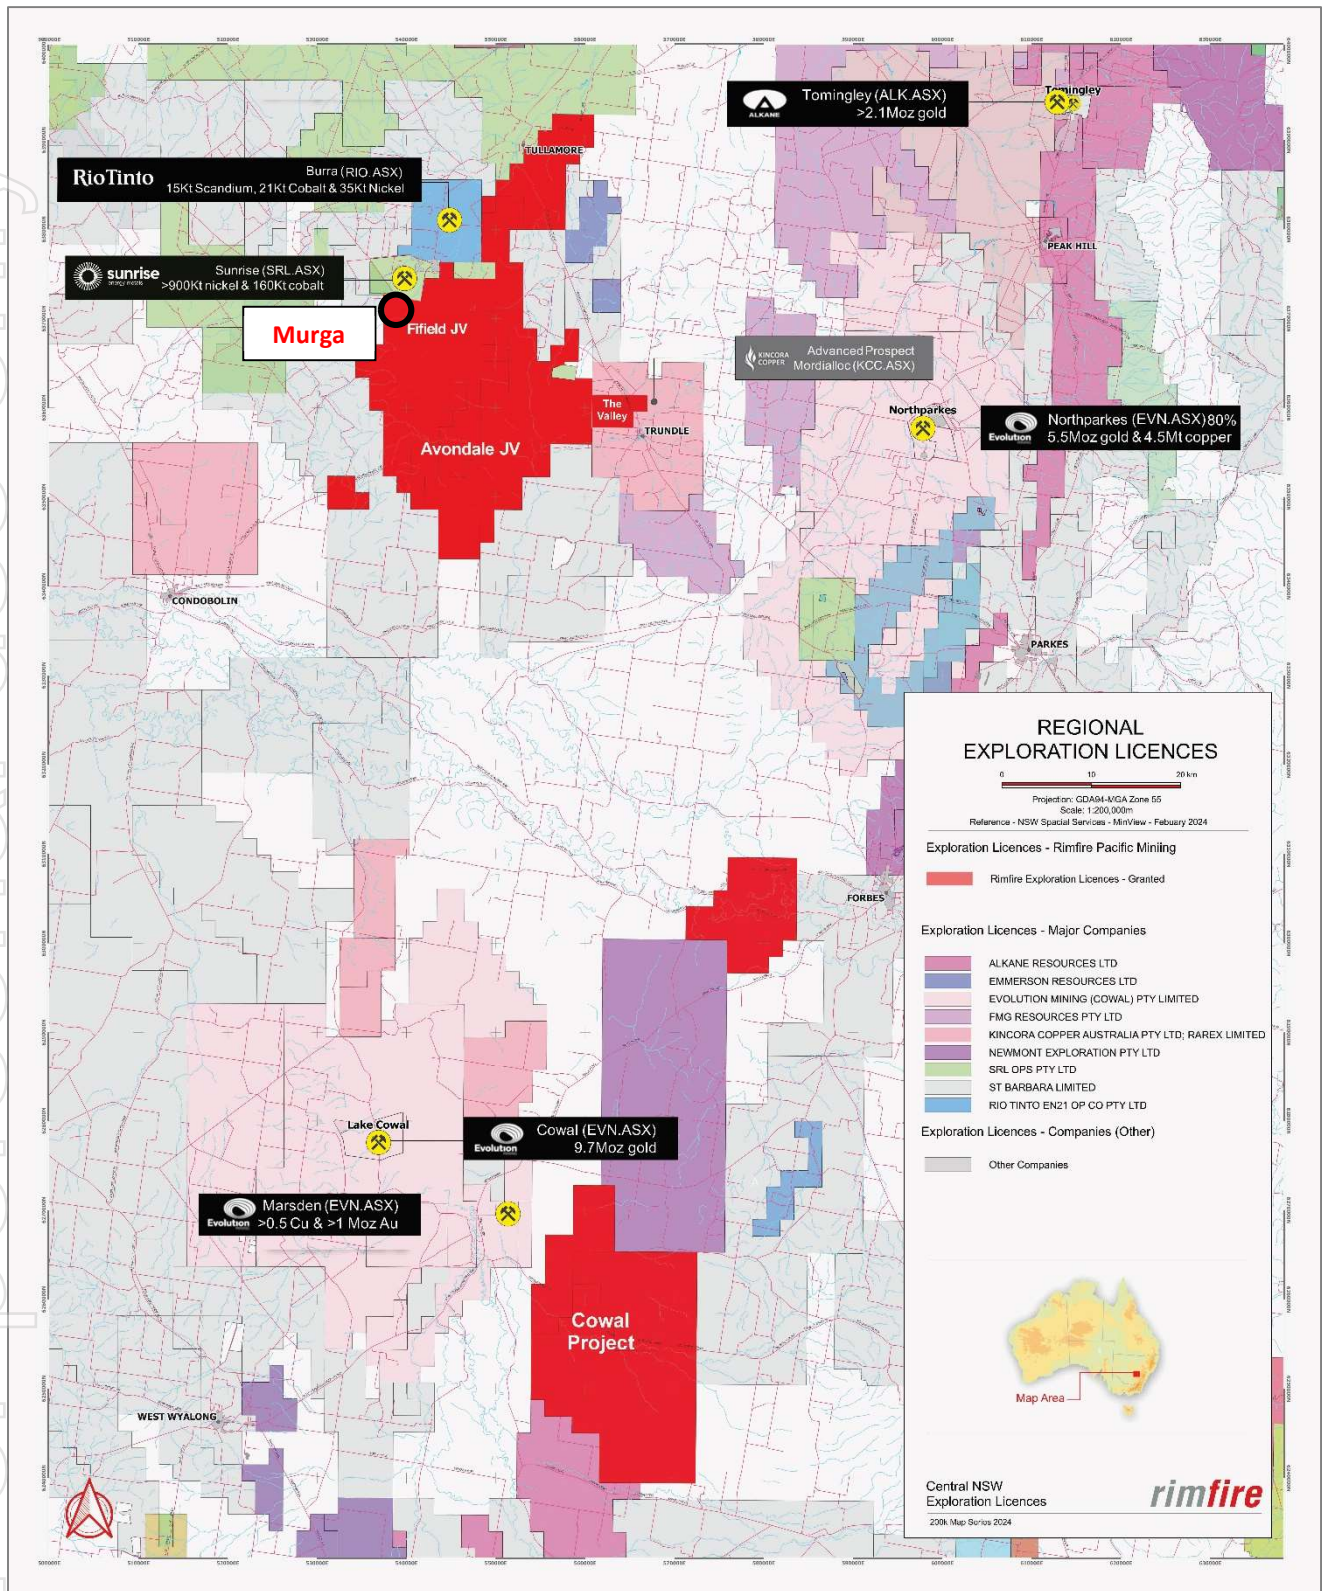 Tomingley (ALK.ASX)
>2.1Moz gold
ALKANE
Tomingley
TULLAMORE
RioTinto
Burra (RIO.ASX)
15Kt Scandium, 21Kt Cobalt & 35Kt Nickel
PEAK HILL
sunrise
energy metals
Sunrise (SRL.ASX)
>900Kt nickel & 160Kt cobalt
Murga
Fifield JV
KINCORA
COPPER
Advanced Prospect
Mordialloc (KCC.ASX)
The
Valley
TRUNDLE
Northparkes
Evolution
Northparkes (EVN.ASX) 80%
5.5Moz gold & 4.5Mt copper
Avondale JV
CONDOBOLIN
PARKES
REGIONAL
EXPLORATION LICENCES
0 10 20 km
Projection: GDA94-MGA Zone 55
Scale: 1:200,000m
Reference - NSW Spacial Services - MinView - Febuary 2024
Exploration Licences - Rimfire Pacific Miniing
Rimfire Exploration Licences - Granted
FORBES
Exploration Licences - Major Companies
ALKANE RESOURCES LTD
EMMERSON RESOURCES LTD
EVOLUTION MINING (COWAL) PTY LIMITED
FMG RESOURCES PTY LTD
KINCORA COPPER AUSTRALIA PTY LTD; RAREX LIMITED
NEWMONT EXPLORATION PTY LTD
SRL OPS PTY LTD
ST BARBARA LIMITED
RIO TINTO EN21 OP CO PTY LTD
Exploration Licences - Companies (Other)
Other Companies
Lake Cowal
Evolution
Cowal (EVN.ASX)
9.7Moz gold
Evolution
Marsden (EVN.ASX)
>0.5 Cu & >1 Moz Au
Cowal
Project
Map Area
WEST WYALONG
Central NSW
Exploration Licences
200k Map Series 2024
rimfire